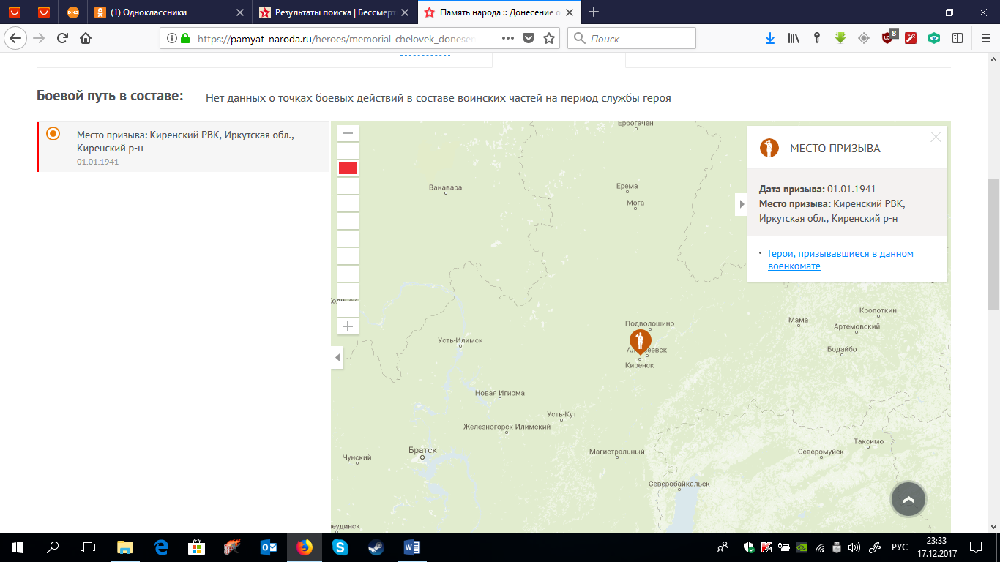 (1) Одноклассники
Результаты поиска | Бессмерт
Память народа :: Донесение о
https://pamyat-naroda.ru/heroes/memorial-chelovek_donesen
Поиск
8
Боевой путь в составе:
Нет данных о точках боевых действий в составе воинских частей на период службы героя
Место призыва: Киренский РВК, Иркутская обл.,
Киренский р-н
01.01.1941
МЕСТО ПРИЗЫВА
Дата призыва: 01.01.1941
Место призыва: Киренский РВК,
Иркутская обл., Киренский р-н
Герои, призывавшиеся в данном
военкомате
Ербогачен
Ванавара
Ерема
Мога
Кропоткин
Подволошино
Мама
Артемовский
Усть-Илимск
Бодайбо
Киренск
Новая Игирма
Усть-Кут
Железногорск-Илимский
Таксимо
Братск
Магистральный
Северомуйск
Чунский
Северобайкальск
неудинск
DNS
РУС
23:33
17.12.2017